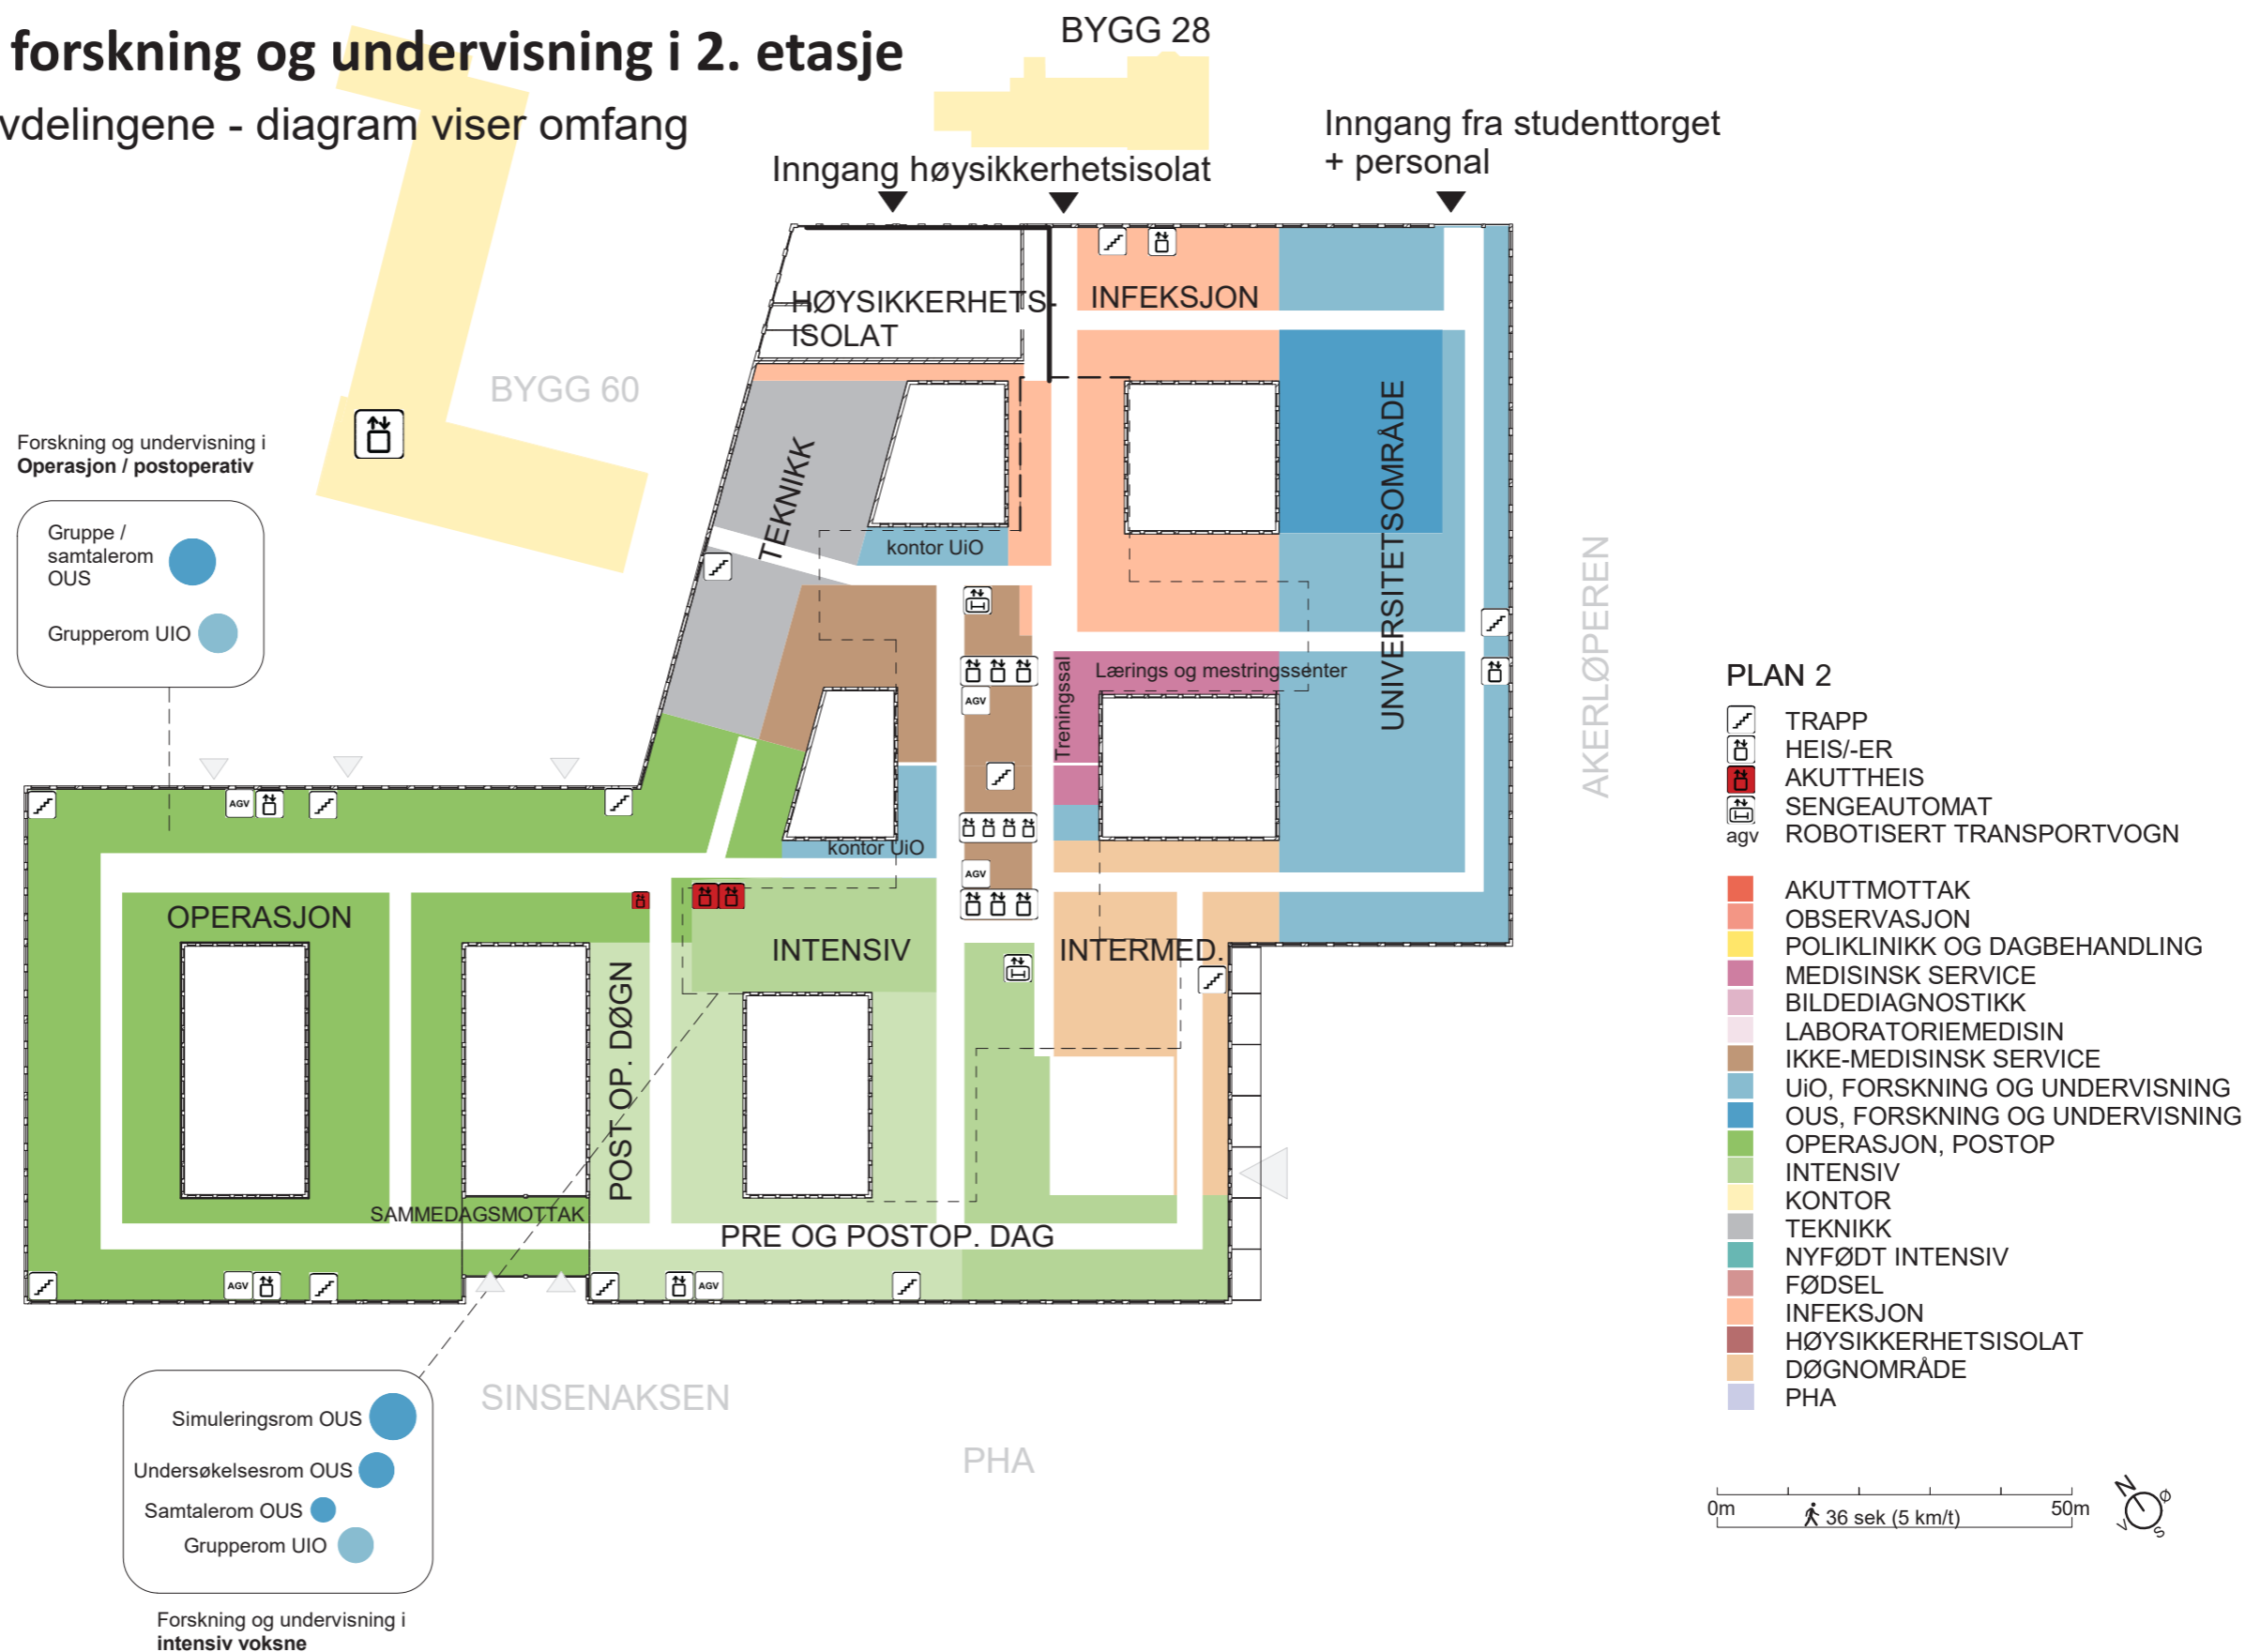 forskning og undervisning i 2. etasje
vdelingene - diagram viser omfang
BYGG 28
Inngang fra studenttorget
+ personal
Inngang høysikkerhetsisolat
HØYSIKKERHETS-
ISOLAT
INFEKSJON
BYGG 60
TEKNIKK
UNIVERSITETSOMRÅDE
AKERLØPEREN
kontor UiO
Forskning og undervisning i
Operasjon / postoperativ
Gruppe /
samtalerom
OUS
Grupperom UIO
Treningssal
Lærings og mestringssenter
AGV
AGV
kontor UiO
AGV
OPERASJON
INTENSIV
INTERMED.
POST OP. DØGN
SAMMEDAGSMOTTAK
PRE OG POSTOP. DAG
AGV
AGV
SINSENAKSEN
PHA
Simuleringsrom OUS
Undersøkelsesrom OUS
Samtalerom OUS
Grupperom UIO
Forskning og undervisning i
intensiv voksne
PLAN 2
TRAPP
HEIS/-ER
AKUTTHEIS
SENGEAUTOMAT
agv ROBOTISERT TRANSPORTVOGN
AKUTTMOTTAK
OBSERVASJON
POLIKLINIKK OG DAGBEHANDLING
MEDISINSK SERVICE
BILDEDIAGNOSTIKK
LABORATORIEMEDISIN
IKKE-MEDISINSK SERVICE
UiO, FORSKNING OG UNDERVISNING
OUS, FORSKNING OG UNDERVISNING
OPERASJON, POSTOP
INTENSIV
KONTOR
TEKNIKK
NYFØDT INTENSIV
FØDSEL
INFEKSJON
HØYSIKKERHETSISOLAT
DØGNOMRÅDE
PHA
0m 36 sek (5 km/t) 50m
N
Ø
V
S